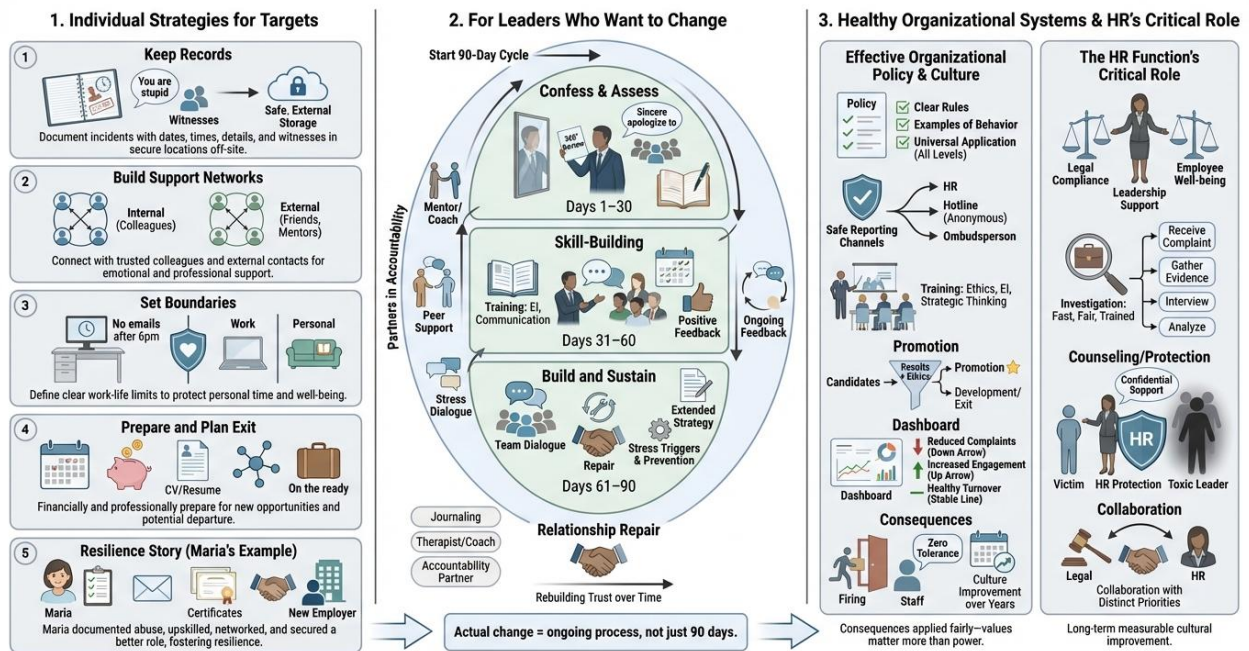 1. Individual Strategies for Targets
1
Keep Records
You are
stupid
Witnesses
Safe, External
Storage
Document incidents with dates, times, details, and witnesses in
secure locations off-site.
2
Build Support Networks
Internal
(Colleagues)
External
(Friends,
Mentors)
Connect with trusted colleagues and external contacts for
emotional and professional support.
3
Set Boundaries
No emails
after 6pm
Work
Personal
Define clear work-life limits to protect personal time and well-being.
4
Prepare and Plan Exit
CV/Resume
On the ready
Financially and professionally prepare for new opportunities and
potential departure.
5
Resilience Story (Maria's Example)
Maria
Certificates
New Employer
Maria documented abuse, upskilled, networked, and secured a
better role, fostering resilience.
2. For Leaders Who Want to Change
Start 90-Day Cycle
Confess & Assess
Sincere
apologize to
Days 1–30
Partners in Accountability
Mentor/
Coach
Peer
Support
Stress
Dialogue
Skill-Building
Training: EI,
Communication
Positive
Feedback
Days 31–60
Ongoing
Feedback
Build and Sustain
Team Dialogue
Repair
Extended
Strategy
Stress Triggers
& Prevention
Days 61–90
Journaling
Therapist/Coach
Accountability
Partner
Relationship Repair
Rebuilding Trust over Time
Actual change = ongoing process, not just 90 days.
3. Healthy Organizational Systems & HR's Critical Role
Effective Organizational
Policy & Culture
Policy
Clear Rules
Examples of Behavior
Universal Application
(All Levels)
Safe Reporting
Channels
HR
Hotline
(Anonymous)
Ombudsperson
Training: Ethics, EI,
Strategic Thinking
Promotion
Candidates
Results
+ Eikics
Promotion
Development/
Exit
Dashboard
Dashboard
Reduced Complaints
(Down Arrow)
Increased Engagement
(Up Arrow)
Healthy Turnover
(Stable Line)
Consequences
Firing
Zero
Tolerance
Staff
Culture
Improvement
over Years
Consequences applied fairly—values
matter more than power.
The HR Function's
Critical Role
Legal
Compliance
Leadership
Support
Employee
Well-being
Investigation:
Fast, Fair, Trained
Receive
Complaint
Gather
Evidence
Interview
Analyze
Counseling/Protection
Confidential
Support
HR
Victim
HR Protection
Toxic Leader
Collaboration
Legal
HR
Collaboration with
Distinct Priorities
Long-term measurable cultural
improvement.